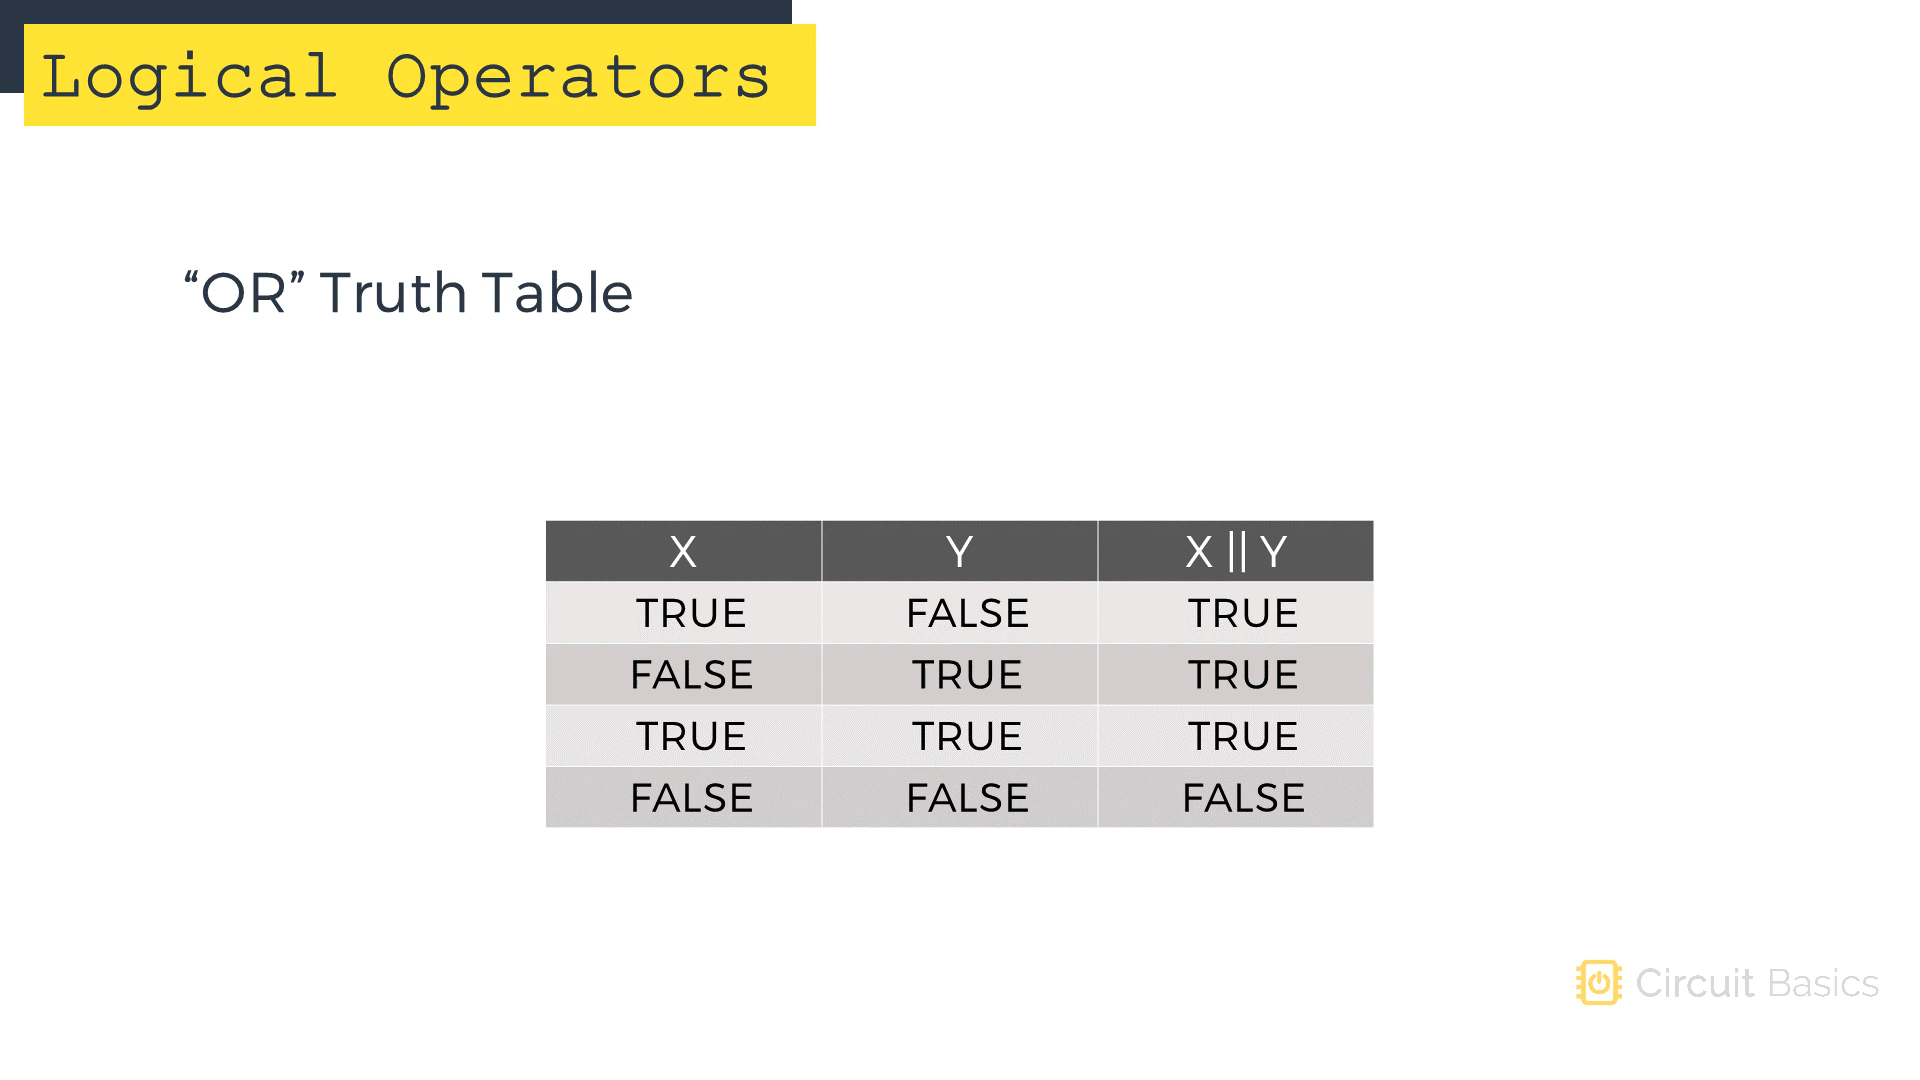 Logical Operators
“OR” Truth Table
X Y X || Y
TRUE FALSE TRUE
FALSE TRUE TRUE
TRUE TRUE TRUE
FALSE FALSE FALSE
Circuit Basics